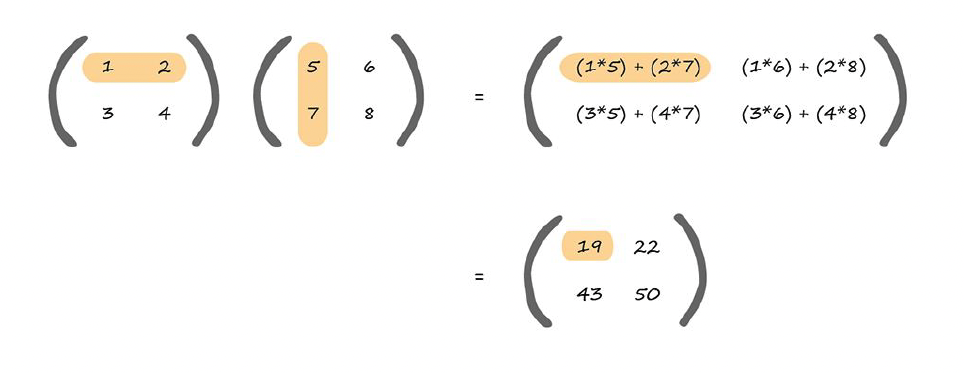 1 2 5 6 = (1*5) + (2*7) (1*6) + (2*8)
3 4 7 8 (3*5) + (4*7) (3*6) + (4*8)
= 19 22
43 50